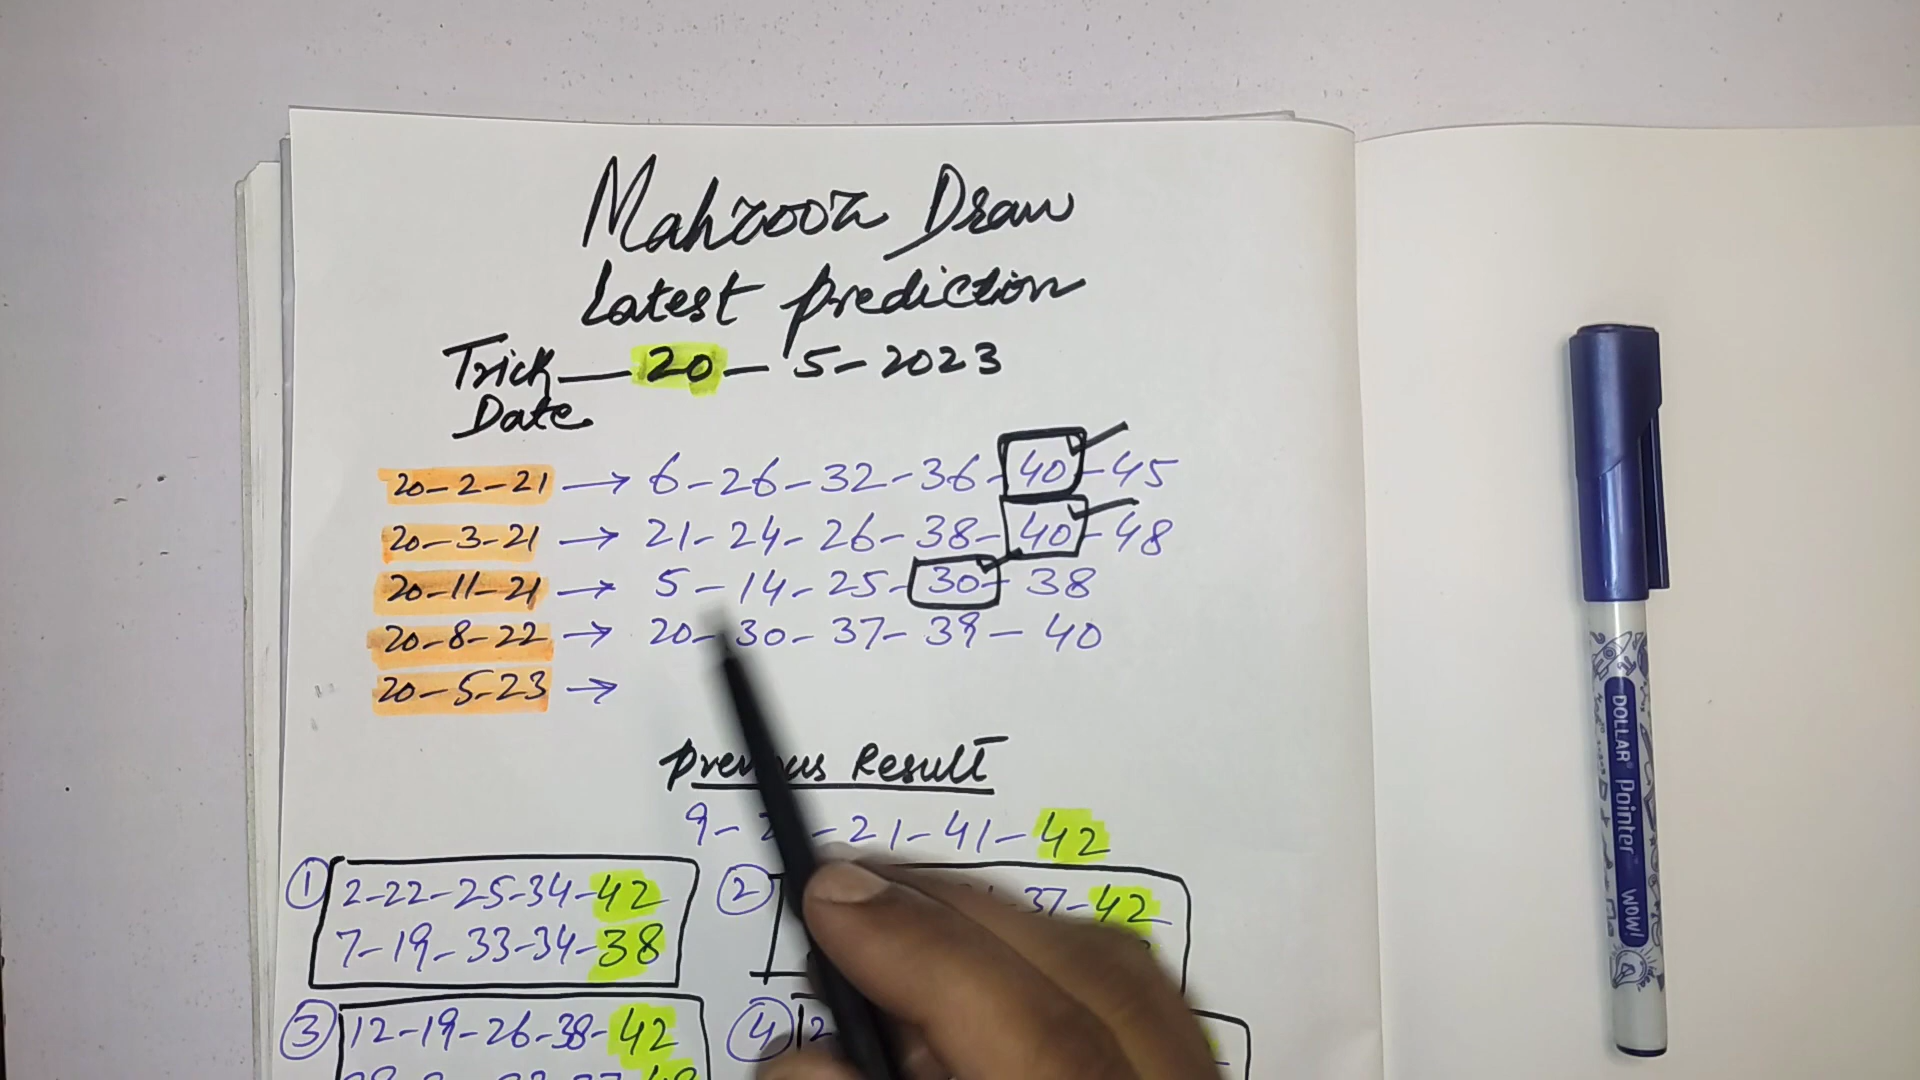 Mahzooz Draw
Latest prediction
Trick — 20 - 5 - 2023
Date
20-2-21 → 6-26-32-36-40-45
20-3-21 → 21-24-26-38-40-48
20-11-21 → 5-14-25-30-38
20-8-22 → 20-30-37-39-40
20-5-23 →
Previous Result
9- -21-41-42
① 2-22-25-34-42
7-19-33-34-38
② -37-42
③ 12-19-26-38-42
④
DOLLAR® Pointer WOW!